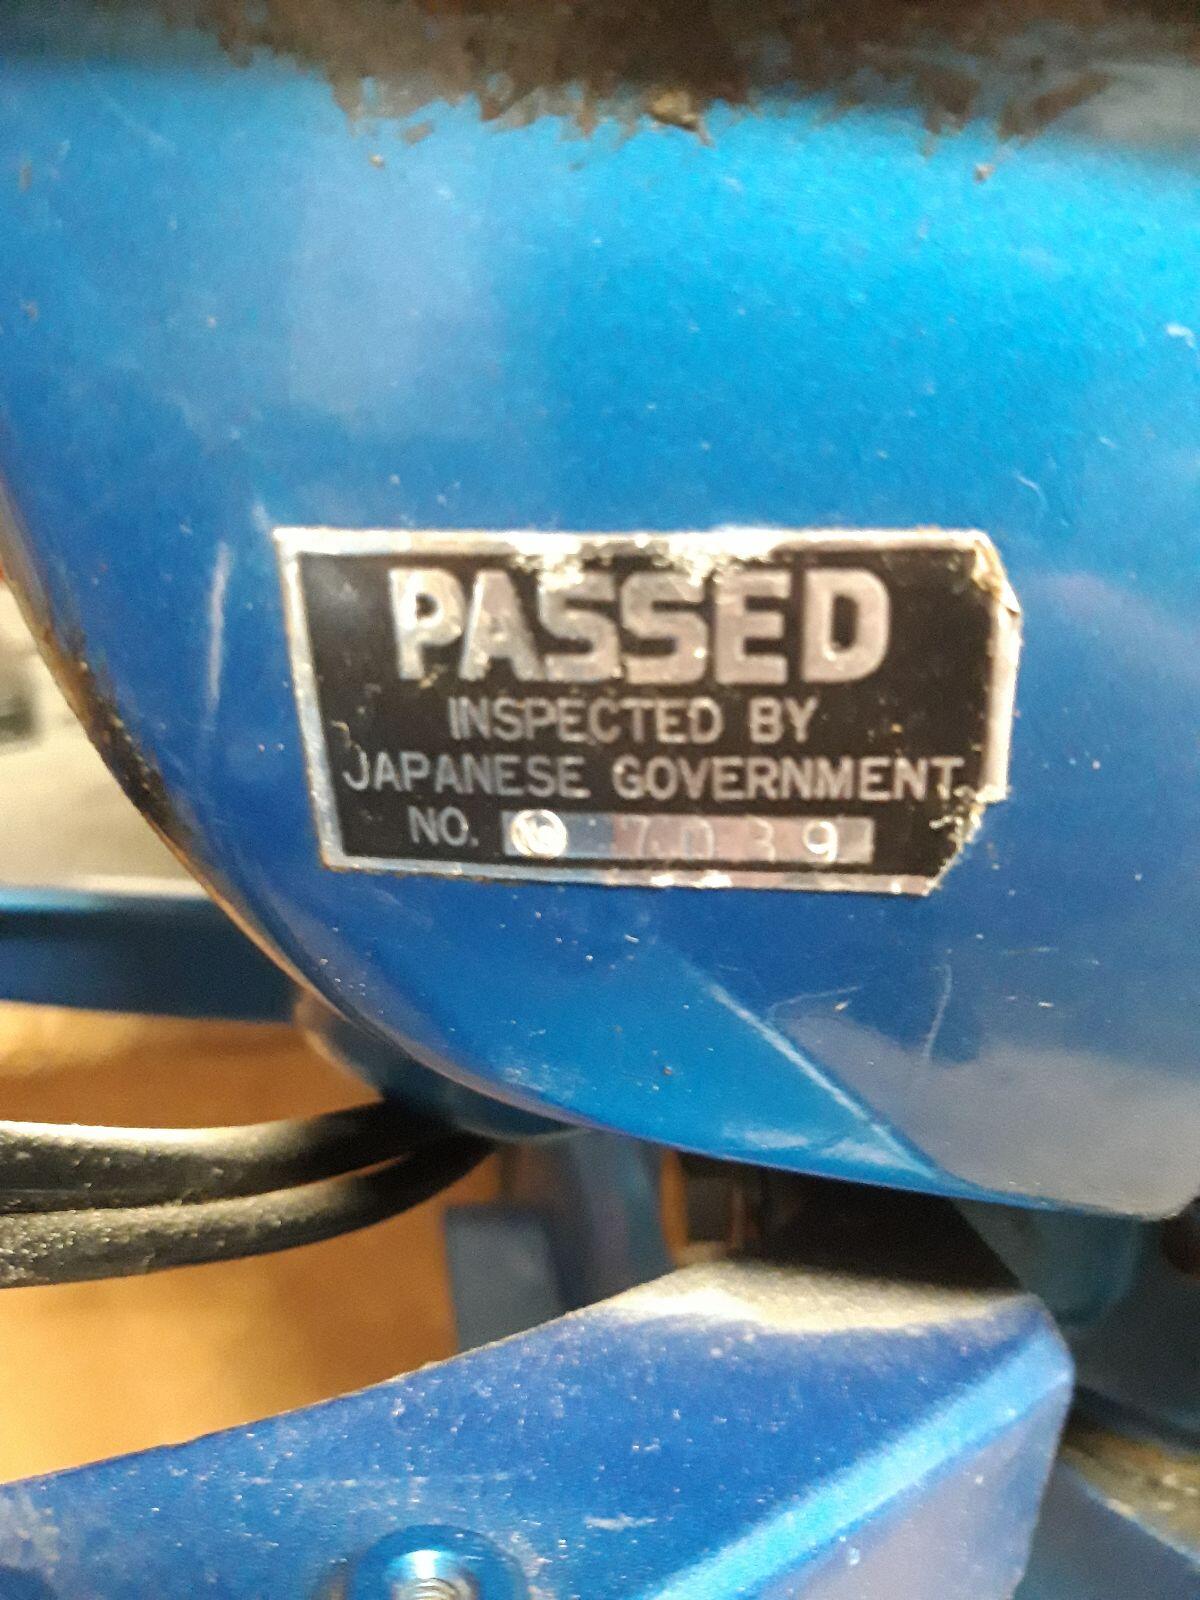 PASSED
INSPECTED BY
JAPANESE GOVERNMENT.
NO. 7039